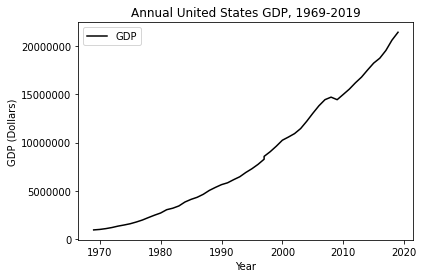 Annual United States GDP, 1969-2019
GDP
20000000
15000000
10000000
5000000
0
GDP (Dollars)
1970 1980 1990 2000 2010 2020
Year